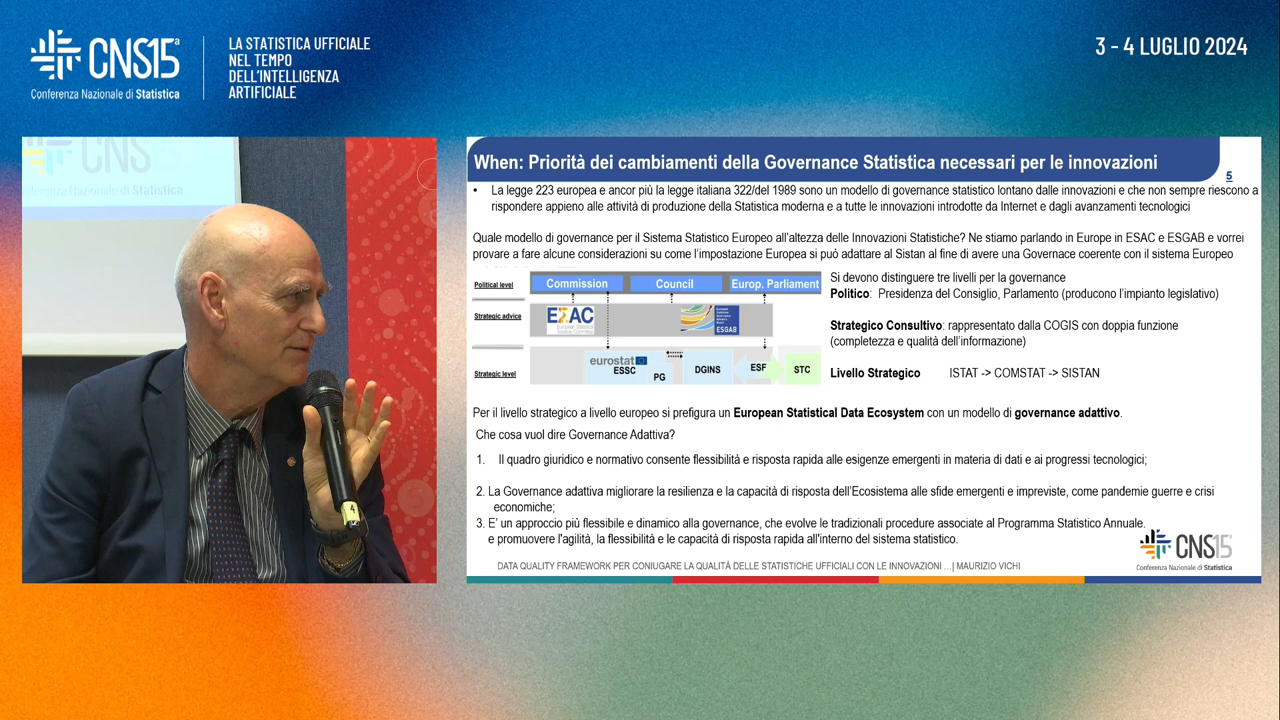 CNS15ª
Conferenza Nazionale di Statistica
LA STATISTICA UFFICIALE
NEL TEMPO
DELL'INTELLIGENZA
ARTIFICIALE
3 - 4 LUGLIO 2024
CNS
Nazionale di Statistica
4
When: Priorità dei cambiamenti della Governance Statistica necessari per le innovazioni
5
• La legge 223 europea e ancor più la legge italiana 322/del 1989 sono un modello di governance statistico lontano dalle innovazioni e che non sempre riescono a
rispondere appieno alle attività di produzione della Statistica moderna e a tutte le innovazioni introdotte da Internet e dagli avanzamenti tecnologici
Quale modello di governance per il Sistema Statistico Europeo all'altezza delle Innovazioni Statistiche? Ne stiamo parlando in Europe in ESAC e ESGAB e vorrei
provare a fare alcune considerazioni su come l'impostazione Europea si può adattare al Sistan al fine di avere una Governace coerente con il sistema Europeo
Political level
Commission
Council
Europ. Parliament
Strategic advice
ESAC
ESGAB
Strategic level
eurostat
ESSC
PG
DGINS
ESF
STC
Si devono distinguere tre livelli per la governance
Politico: Presidenza del Consiglio, Parlamento (producono l'impianto legislativo)
Strategico Consultivo: rappresentato dalla COGIS con doppia funzione
(completezza e qualità dell'informazione)
Livello Strategico ISTAT -> COMSTAT -> SISTAN
Per il livello strategico a livello europeo si prefigura un European Statistical Data Ecosystem con un modello di governance adattivo.
Che cosa vuol dire Governance Adattiva?
1. Il quadro giuridico e normativo consente flessibilità e risposta rapida alle esigenze emergenti in materia di dati e ai progressi tecnologici;
2. La Governance adattiva migliorare la resilienza e la capacità di risposta dell'Ecosistema alle sfide emergenti e impreviste, come pandemie guerre e crisi
economiche;
3. E' un approccio più flessibile e dinamico alla governance, che evolve le tradizionali procedure associate al Programma Statistico Annuale.
e promuovere l'agilità, la flessibilità e le capacità di risposta rapida all'interno del sistema statistico.
CNS15ª
Conferenza Nazionale di Statistica
DATA QUALITY FRAMEWORK PER CONIUGARE LA QUALITÀ DELLE STATISTICHE UFFICIALI CON LE INNOVAZIONI ...| MAURIZIO VICHI